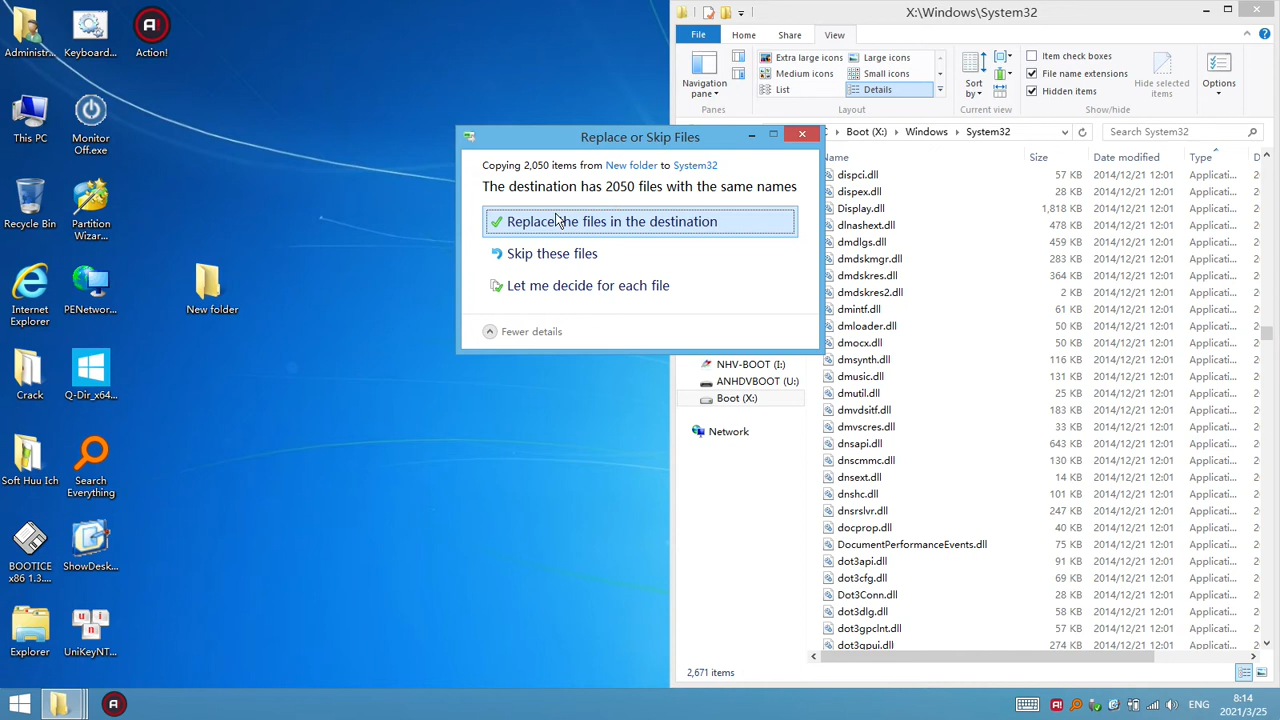 Administr...
Keyboard...
Action!
This PC
Monitor
Off.exe
Recycle Bin
Partition
Wizar...
Internet
Explorer
PENetwor...
New folder
Crack
Q-Dir_x64...
Soft Huu Ich
Search
Everything
BOOTICE
x86 1.3....
ShowDesk...
Explorer
UniKeyNT...
X:\Windows\System32
File
Home
Share
View
Navigation
pane
Panes
Extra large icons
Large icons
Medium icons
Small icons
List
Details
Layout
Sort
by
Current view
Item check boxes
File name extensions
Hidden items
Hide selected
items
Show/hide
Options
Boot (X:)
Windows
System32
Search System32
Replace or Skip Files
Copying 2,050 items from New folder to System32
The destination has 2050 files with the same names
Replace the files in the destination
Skip these files
Let me decide for each file
Fewer details
NHV-BOOT (I:)
ANHDVBOOT (U:)
Boot (X:)
Network
Name Size Date modified Type
dispci.dll 57 KB 2014/12/21 12:01 Applicati...
dispex.dll 28 KB 2014/12/21 12:01 Applicati...
Display.dll 1,818 KB 2014/12/21 12:01 Applicati...
dlnashext.dll 478 KB 2014/12/21 12:01 Applicati...
dmdlgs.dll 459 KB 2014/12/21 12:01 Applicati...
dmdskmgr.dll 283 KB 2014/12/21 12:01 Applicati...
dmdskres.dll 364 KB 2014/12/21 12:01 Applicati...
dmdskres2.dll 2 KB 2014/12/21 12:01 Applicati...
dmintf.dll 61 KB 2014/12/21 12:01 Applicati...
dmloader.dll 50 KB 2014/12/21 12:01 Applicati...
dmocx.dll 50 KB 2014/12/21 12:01 Applicati...
dmsynth.dll 116 KB 2014/12/21 12:01 Applicati...
dmusic.dll 131 KB 2014/12/21 12:01 Applicati...
dmutil.dll 25 KB 2014/12/21 12:01 Applicati...
dmvdsitf.dll 183 KB 2014/12/21 12:01 Applicati...
dmvscres.dll 33 KB 2014/12/21 12:01 Applicati...
dnsapi.dll 643 KB 2014/12/21 12:01 Applicati...
dnscmmc.dll 130 KB 2014/12/21 12:01 Applicati...
dnsext.dll 14 KB 2014/12/21 12:01 Applicati...
dnshc.dll 101 KB 2014/12/21 12:01 Applicati...
dnsrslvr.dll 247 KB 2014/12/21 12:01 Applicati...
docprop.dll 40 KB 2014/12/21 12:01 Applicati...
DocumentPerformanceEvents.dll 75 KB 2014/12/21 12:01 Applicati...
dot3api.dll 91 KB 2014/12/21 12:01 Applicati...
dot3cfg.dll 69 KB 2014/12/21 12:01 Applicati...
Dot3Conn.dll 28 KB 2014/12/21 12:01 Applicati...
dot3dlg.dll 58 KB 2014/12/21 12:01 Applicati...
dot3gpclnt.dll 57 KB 2014/12/21 12:01 Applicati...
dot3gpui.dll 274 KB 2014/12/21 12:01 Applicati...
2,671 items
ENG
8:14
2021/3/25